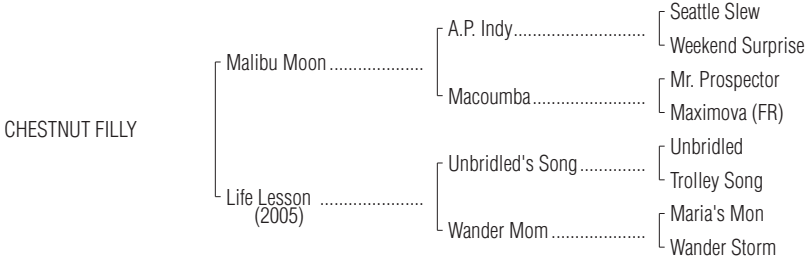 Seattle Slew
A.P. Indy..............................
Weekend Surprise
Malibu Moon .....................
Mr. Prospector
Macoumba..........................
Maximova (FR)
CHESTNUT FILLY
Unbridled
Unbridled's Song...............
Trolley Song
Life Lesson .......................
(2005)
Maria's Mon
Wander Mom .....................
Wander Storm